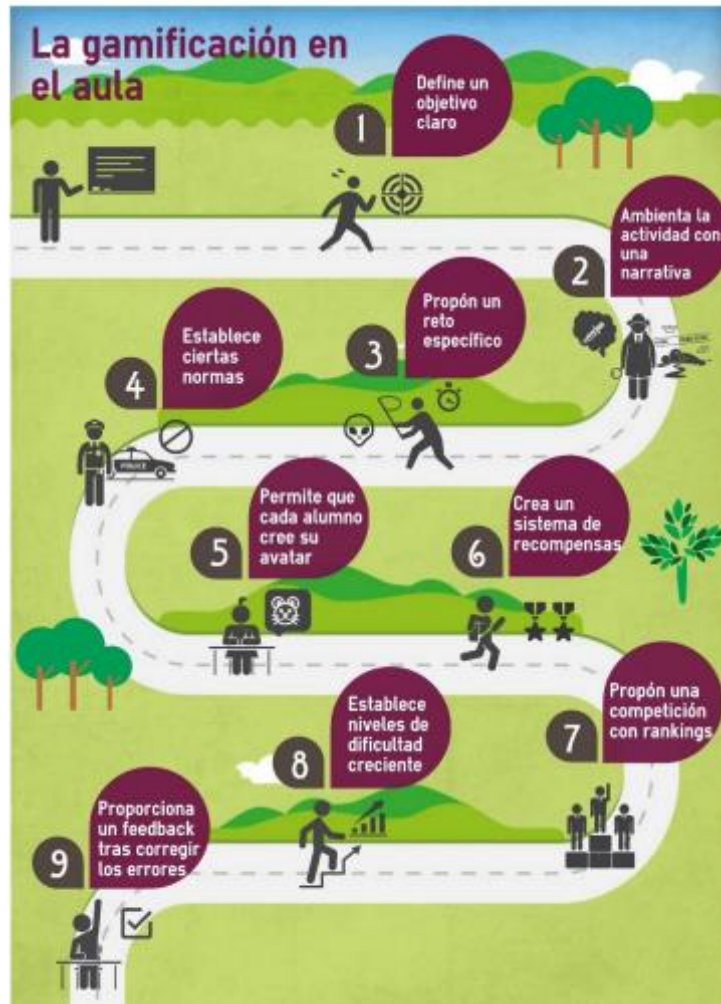 La gamificación en
el aula
1
Define un
objetivo
claro
2
Ambienta la
actividad con
una
narrativa
3
Propón un
reto
específico
4
Establece
ciertas
normas
POLICE
5
Permite que
cada alumno
cree su
avatar
6
Crea un
sistema de
recompensas
7
Propón una
competición
con rankings
8
Establece
niveles de
dificultad
creciente
9
Proporciona
un feedback
tras corregir
los errores